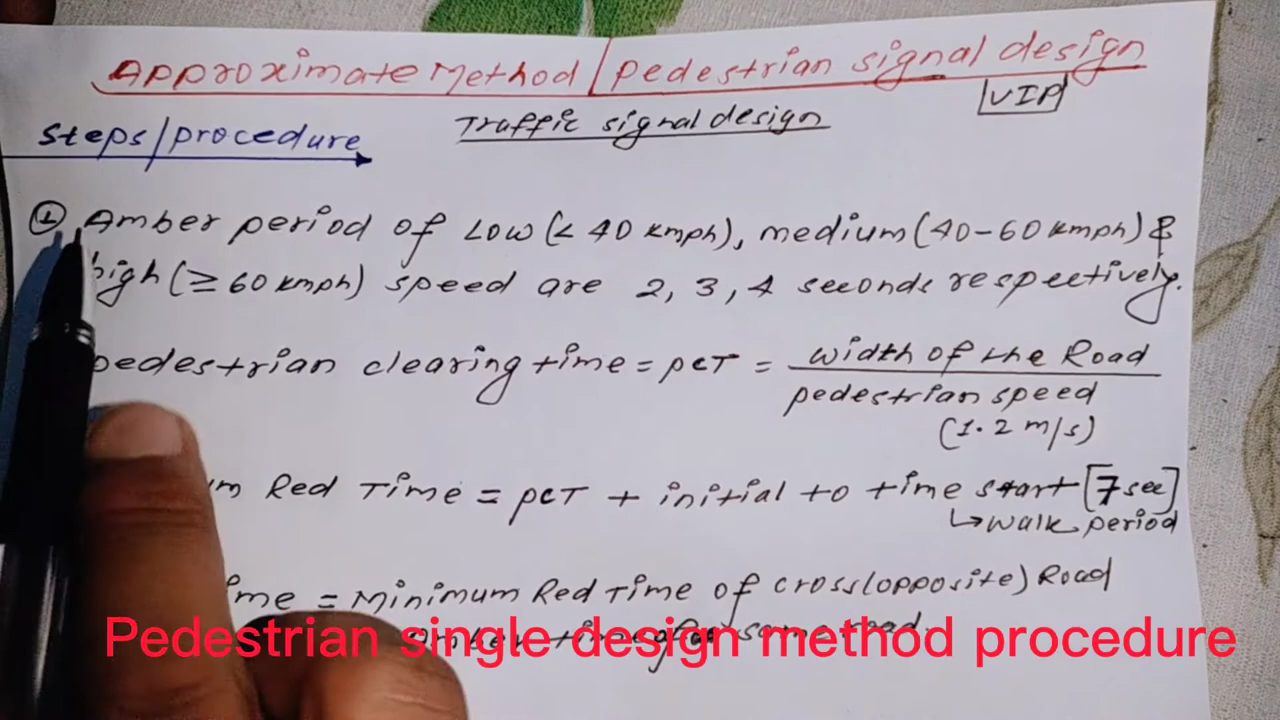 Approximate Method / pedestrian signal design
VIP
Traffic signal design
steps/procedure
① Amber period of Low (< 40 kmph), medium (40-60 kmph) &
high (≥ 60 kmph) speed are 2, 3, 4 seconds respectively.
pedestrian clearing time = pct = width of the Road
pedestrian speed
(1.2 m/s)
Red Time = pct + initial to time start [7 sec]
↳ walk period
= Minimum Red Time of cross(opposite) Road
Pedestrian single design method procedure